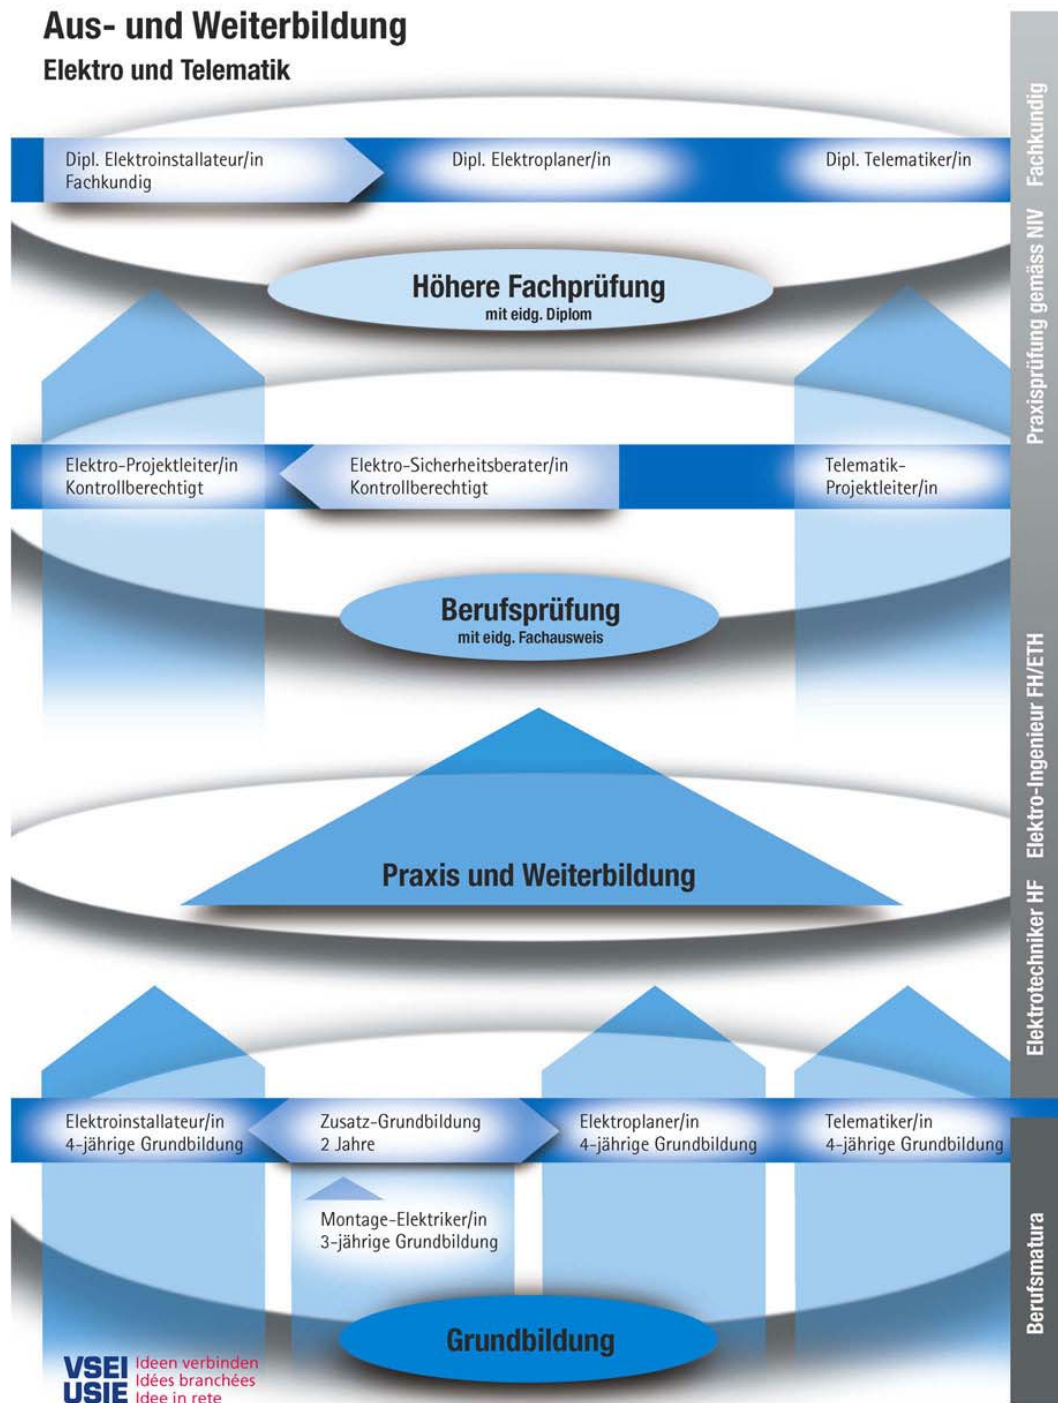 Aus- und Weiterbildung
Elektro und Telematik
Dipl. Elektroinstallateur/in
Fachkundig
Dipl. Elektroplaner/in
Dipl. Telematiker/in
Höhere Fachprüfung
mit eidg. Diplom
Elektro-Projektleiter/in
Kontrollberechtigt
Elektro-Sicherheitsberater/in
Kontrollberechtigt
Telematik-
Projektleiter/in
Berufsprüfung
mit eidg. Fachausweis
Praxis und Weiterbildung
Elektroinstallateur/in
4-jährige Grundbildung
Zusatz-Grundbildung
2 Jahre
Elektroplaner/in
4-jährige Grundbildung
Telematiker/in
4-jährige Grundbildung
Montage-Elektriker/in
3-jährige Grundbildung
Grundbildung
VSEI
USIE
Ideen verbinden
Idées branchées
Idee in rete
Berufsmatura
Elektrotechniker HF
Elektro-Ingenieur FH/ETH
Praxisprüfung gemäss NIV
Fachkundig